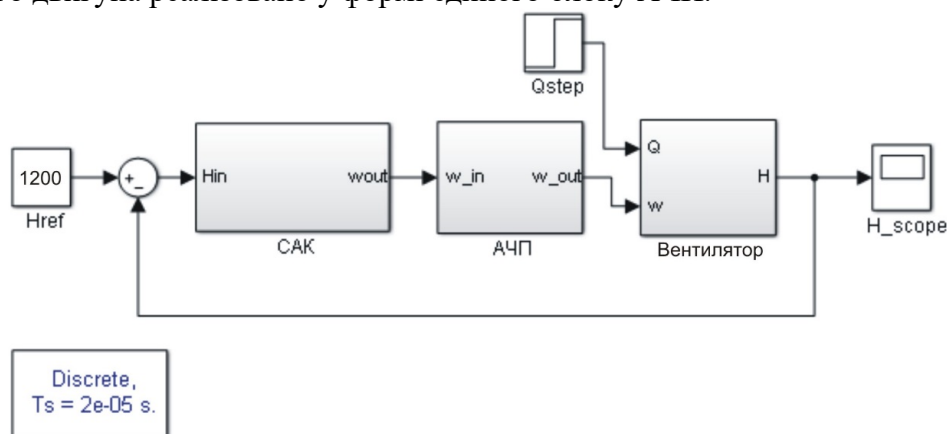 Qstep
1200
Href
+
-
Hin
wout
САК
w_in
w_out
АЧП
Q
w
H
Вентилятор
H_scope
Discrete,
Ts = 2e-05 s.